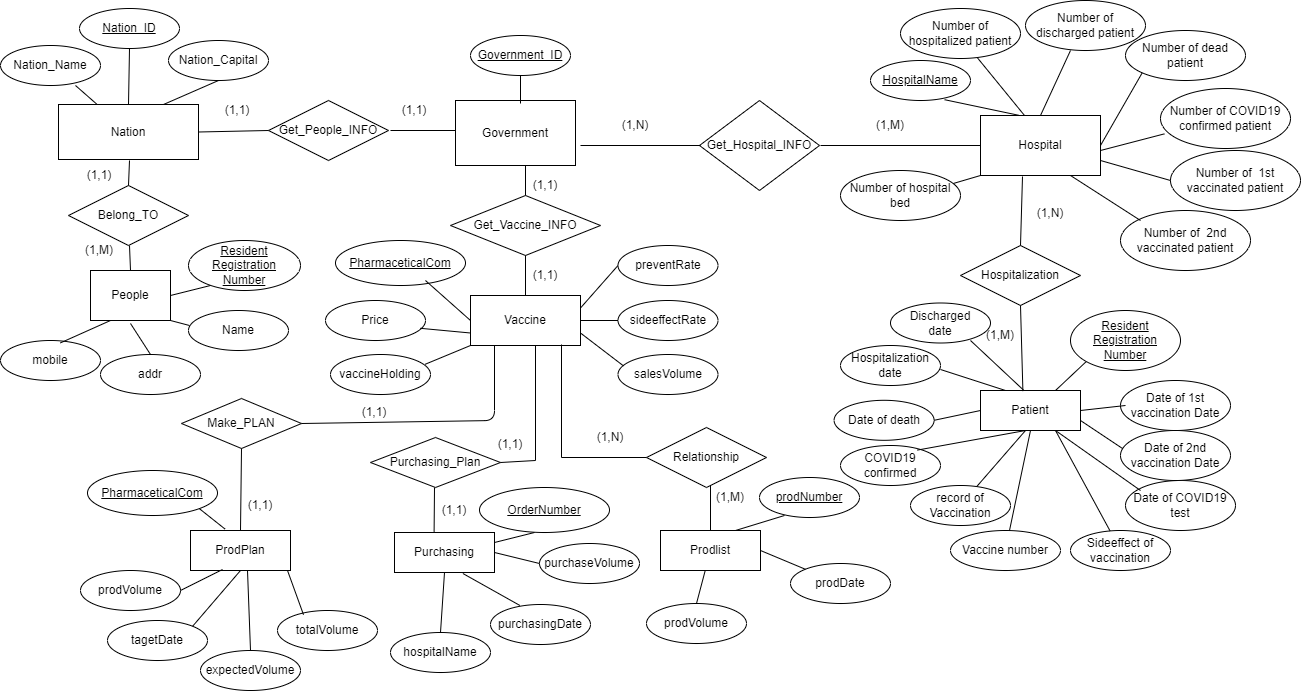 Nation_ID
Nation_Name
Nation_Capital
Nation
(1,1)
Get_People_INFO
(1,1)
Government_ID
Government
(1,N)
Get_Hospital_INFO
(1,M)
Number of
hospitalized patient
Number of
discharged patient
Number of dead
patient
HospitalName
Number of COVID19
confirmed patient
Hospital
Number of hospital
bed
Number of 1st
vaccinated patient
Number of 2nd
vaccinated patient
(1,1)
Belong_TO
(1,M)
People
Resident
Registration
Number
Name
mobile
addr
(1,1)
Get_Vaccine_INFO
(1,1)
PharmaceticalCom
Price
vaccineHolding
Vaccine
preventRate
sideeffectRate
salesVolume
(1,N)
Hospitalization
(1,M)
Discharged
date
Resident
Registration
Number
Hospitalization
date
Patient
Date of 1st
vaccination Date
Date of death
Date of 2nd
vaccination Date
COVID19
confirmed
record of
Vaccination
Date of COVID19
test
Vaccine number
Sideeffect of
vaccination
Make_PLAN
(1,1)
(1,1)
PharmaceticalCom
ProdPlan
prodVolume
tagetDate
expectedVolume
totalVolume
Purchasing_Plan
(1,1)
(1,1)
OrderNumber
Purchasing
purchaseVolume
purchasingDate
hospitalName
(1,N)
Relationship
(1,M)
prodNumber
Prodlist
prodDate
prodVolume